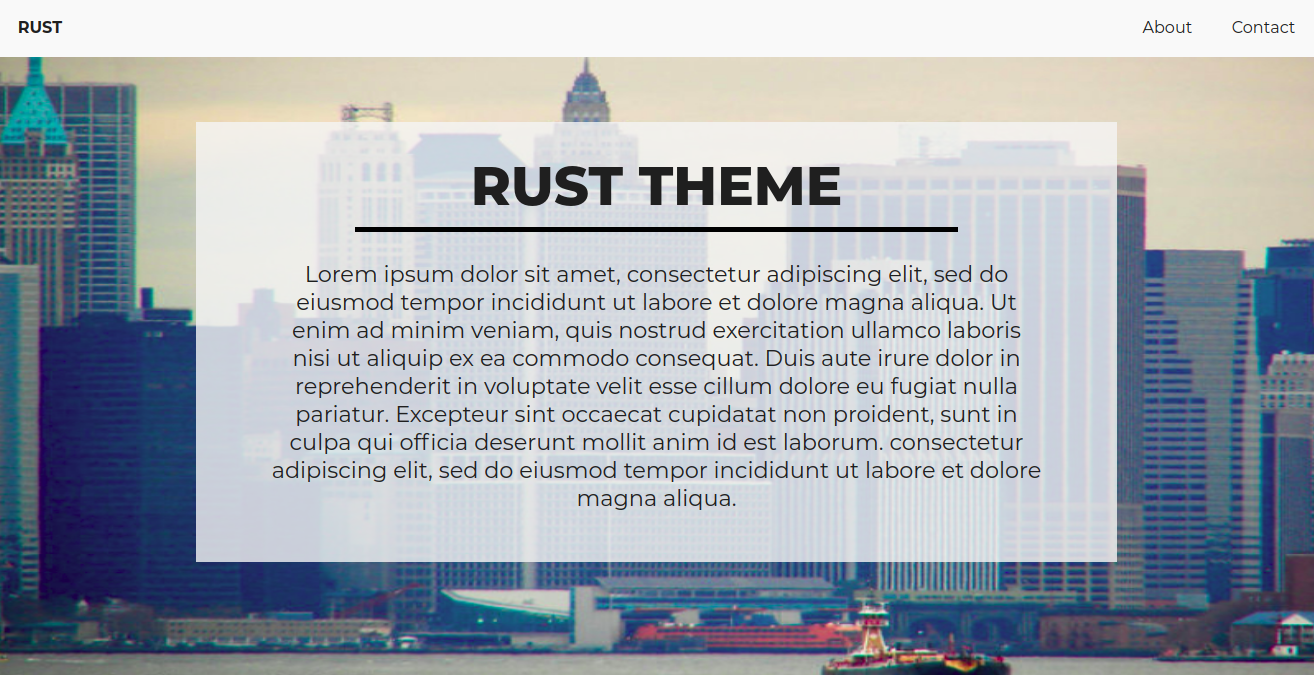 RUST
About Contact
RUST THEME
Lorem ipsum dolor sit amet, consectetur adipiscing elit, sed do
eiusmod tempor incididunt ut labore et dolore magna aliqua. Ut
enim ad minim veniam, quis nostrud exercitation ullamco laboris
nisi ut aliquip ex ea commodo consequat. Duis aute irure dolor in
reprehenderit in voluptate velit esse cillum dolore eu fugiat nulla
pariatur. Excepteur sint occaecat cupidatat non proident, sunt in
culpa qui officia deserunt mollit anim id est laborum. consectetur
adipiscing elit, sed do eiusmod tempor incididunt ut labore et dolore
magna aliqua.